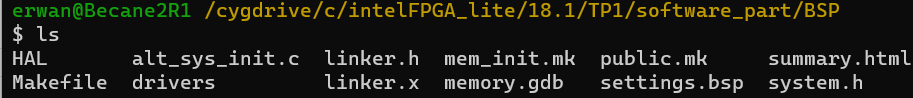 erwan@Becane2R1 /cygdrive/c/intelFPGA_lite/18.1/TP1/software_part/BSP
$ ls
HAL alt_sys_init.c linker.h mem_init.mk public.mk summary.html
Makefile drivers linker.x memory.gdb settings.bsp system.h